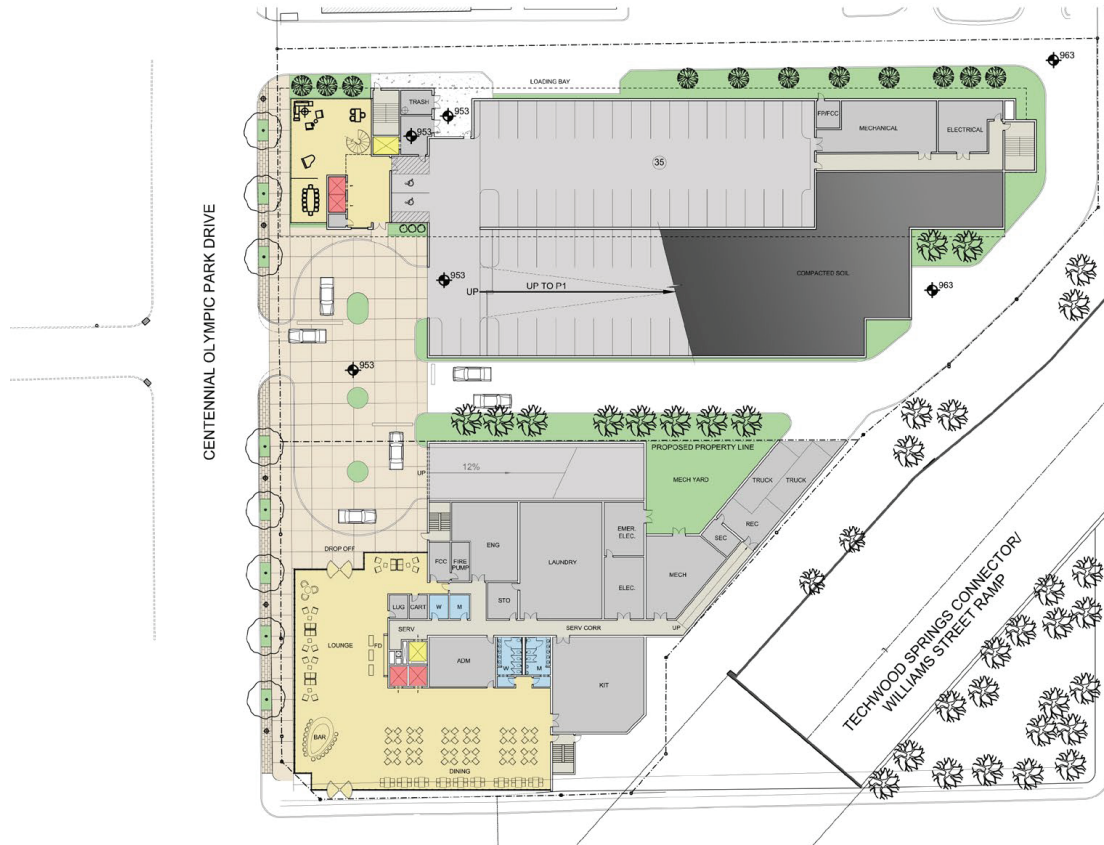 963
LOADING BAY
TRASH
953
953
FP/FCC
MECHANICAL
ELECTRICAL
35
CENTENNIAL OLYMPIC PARK DRIVE
COMPACTED SOIL
953
UP
UP TO P1
963
953
PROPOSED PROPERTY LINE
12%
UP
MECH YARD
TRUCK
TRUCK
REC
SEC
EMER.
ELEC.
ENG
LAUNDRY
DROP OFF
FCC
FIRE
PUMP
ELEC.
MECH
STO
LUG
CART
W
M
SERV
SERV CORR
UP
LOUNGE
FD
ADM
W
M
KIT
BAR
DINING
TECHWOOD SPRINGS CONNECTOR/
WILLIAMS STREET RAMP